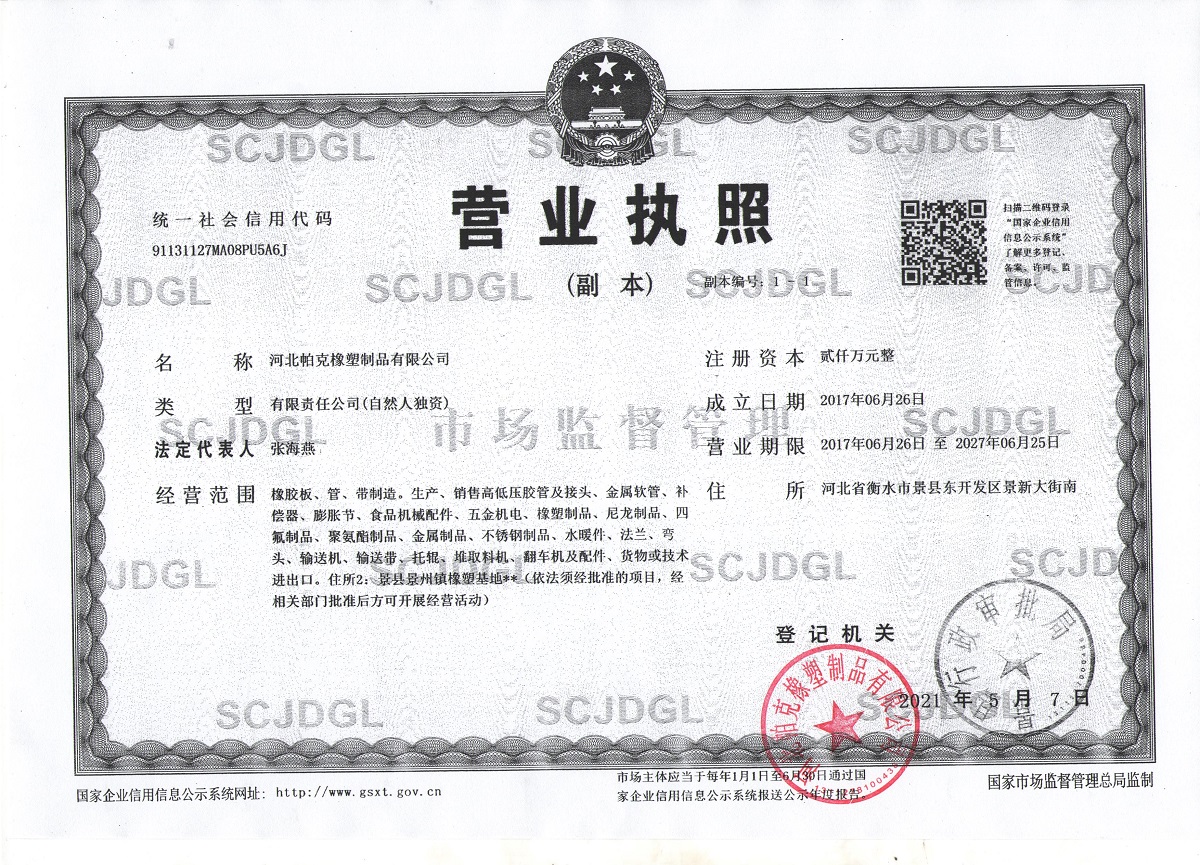 SCJDGL
SCJDGL
营业执照
(副 本)
副本编号: 1 - 1
统一社会信用代码
91131127MA08PU5A6J
扫描二维码登录
“国家企业信用
信息公示系统”
了解更多登记、
备案、许可、监
管信息.
JDGL
SCJDGL
SCJDGL
SCJD
名 称 河北帕克橡塑制品有限公司
类 型 有限责任公司(自然人独资)
法定代表人 张海燕
经营范围 橡胶板、管、带制造。生产、销售高低压胶管及接头、金属软管、补
偿器、膨胀节、食品机械配件、五金机电、橡塑制品、尼龙制品、四
氟制品、聚氨酯制品、金属制品、不锈钢制品、水暖件、法兰、弯
头、输送机、输送带、托辊、堆取料机、翻车机及配件、货物或技术
进出口。住所2: 景县景州镇橡塑基地**（依法须经批准的项目，经
相关部门批准后方可开展经营活动）
注册资本 贰仟万元整
成立日期 2017年06月26日
营业期限 2017年06月26日 至 2027年06月25日
住 所 河北省衡水市景县东开发区景新大街南
SCJDGL
市场监督管理
SCJDGL
JDGL
SCJDGL
SCJD
登记机关
行政审批局
帕克橡塑制品有限公
2021 年 5 月 7 日
SCJDGL
SCJDGL
国家企业信用信息公示系统网址: http://www.gsxt.gov.cn
市场主体应当于每年1月1日至6月30日通过国
家企业信用信息公示系统报送公示年度报告。
国家市场监督管理总局监制